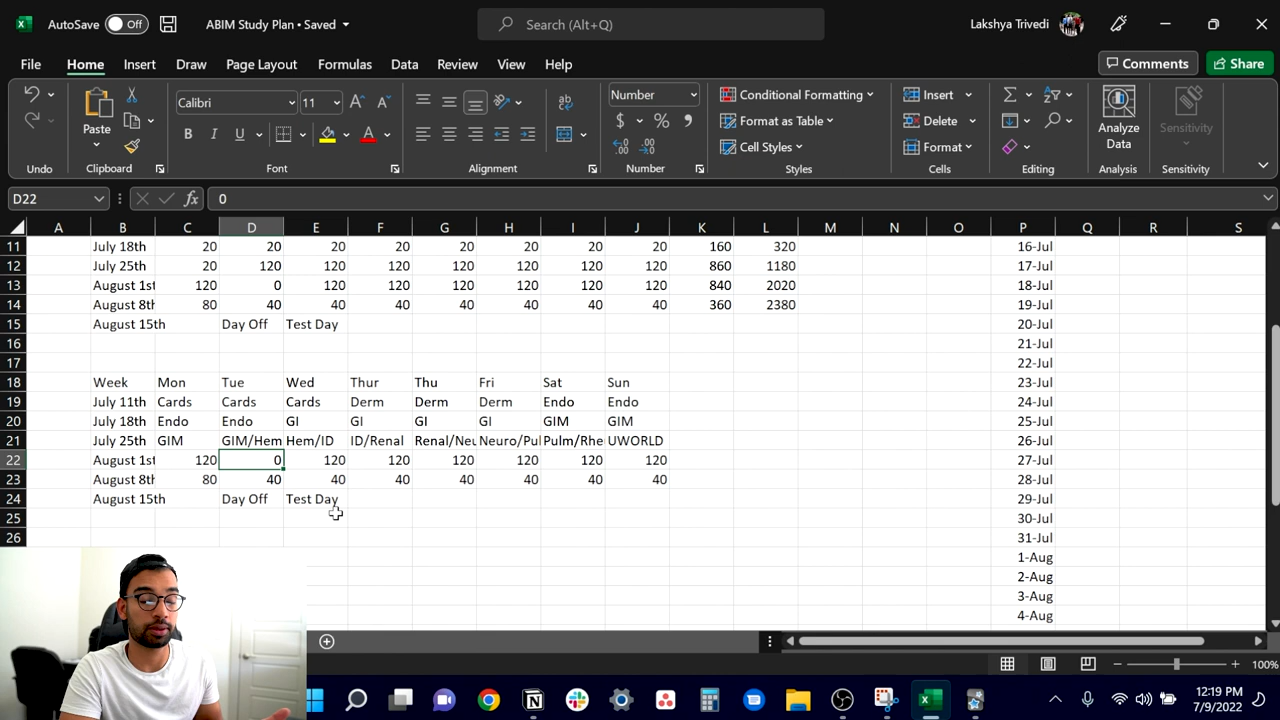 AutoSave Off ABIM Study Plan • Saved Search (Alt+Q) Lakshya Trivedi
File Home Insert Draw Page Layout Formulas Data Review View Help Comments Share
Calibri 11 Number Conditional Formatting Insert
Paste B I U A $ % Format as Table Delete Analyze Data Sensitivity
Cell Styles Format
Undo Clipboard Font Alignment Number Styles Cells Editing Analysis Sensitivity
D22 fx 0
A B C D E F G H I J K L M N O P Q R S
11 July 18th 20 20 20 20 20 20 20 20 160 320 16-Jul
12 July 25th 20 120 120 120 120 120 120 120 860 1180 17-Jul
13 August 1st 120 0 120 120 120 120 120 120 840 2020 18-Jul
14 August 8th 80 40 40 40 40 40 40 40 360 2380 19-Jul
15 August 15th Day Off Test Day 20-Jul
16 21-Jul
17 22-Jul
18 Week Mon Tue Wed Thur Thu Fri Sat Sun 23-Jul
19 July 11th Cards Cards Cards Derm Derm Derm Endo Endo 24-Jul
20 July 18th Endo Endo GI GI GI GI GIM GIM 25-Jul
21 July 25th GIM GIM/Hem Hem/ID ID/Renal Renal/Neu Neuro/Pul Pulm/Rhe UWORLD 26-Jul
22 August 1st 120 0 120 120 120 120 120 120 27-Jul
23 August 8th 80 40 40 40 40 40 40 40 28-Jul
24 August 15th Day Off Test Day 29-Jul
25 30-Jul
26 31-Jul
1-Aug
2-Aug
3-Aug
4-Aug
100%
12:19 PM
7/9/2022